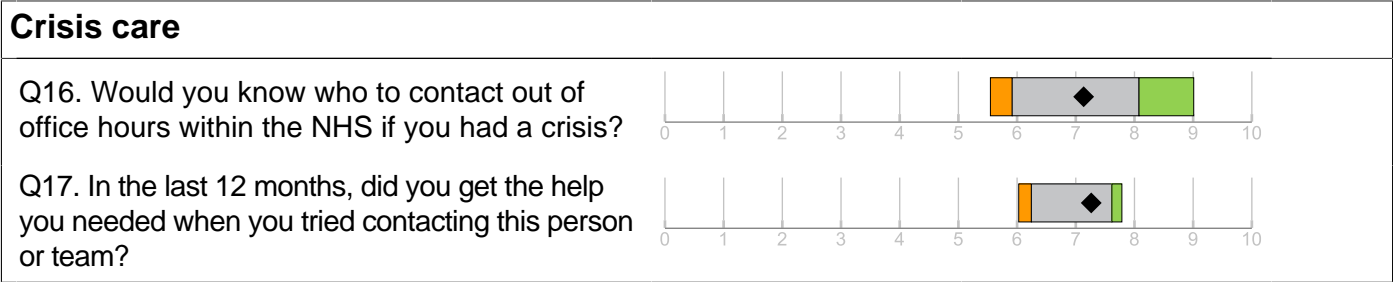 Crisis care
Q16. Would you know who to contact out of
office hours within the NHS if you had a crisis?
0 1 2 3 4 5 6 7 8 9 10
Q17. In the last 12 months, did you get the help
you needed when you tried contacting this person
or team?
0 1 2 3 4 5 6 7 8 9 10